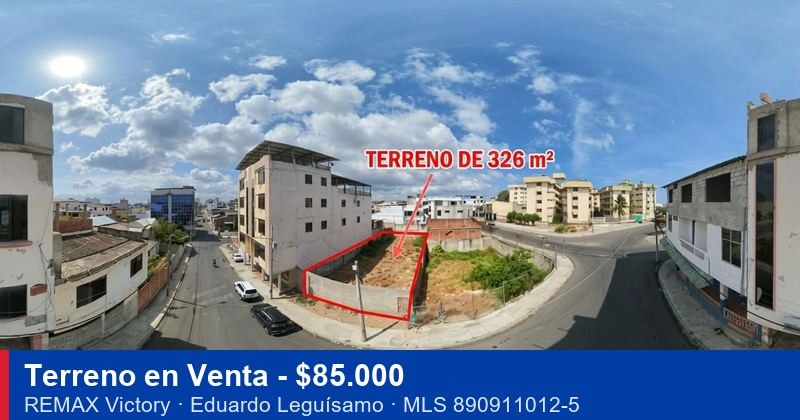 TERRENO DE 326 m²
Terreno en Venta - $85.000
REMAX Victory · Eduardo Leguísamo · MLS 890911012-5